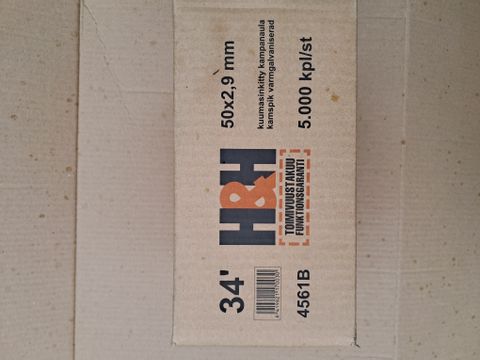 34'
4561B
H&H
TOIMIVUUSTAKUU
FUNKTIONSGARANTI
50x2,9 mm
kuumasinkitty kampanaula
kamspik varmgalvaniserad
5.000 kpl/st